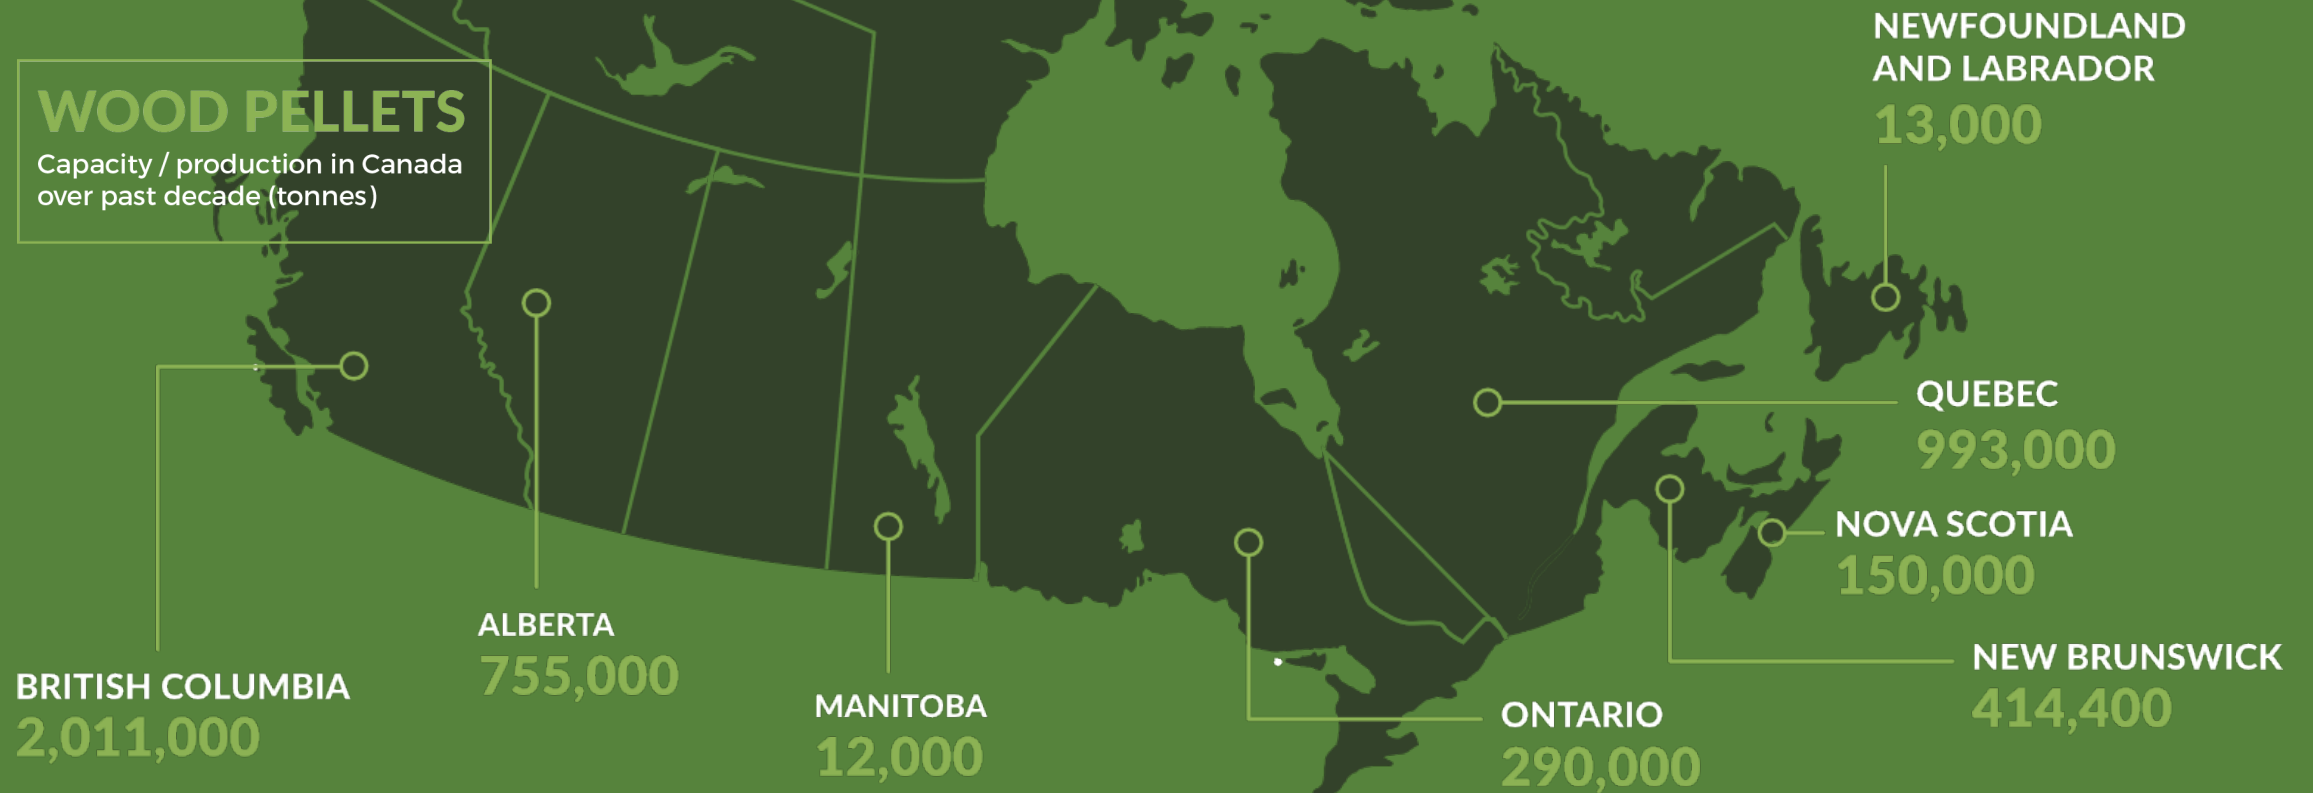 WOOD PELLETS
Capacity / production in Canada
over past decade (tonnes)
NEWFOUNDLAND
AND LABRADOR
13,000
QUEBEC
993,000
NOVA SCOTIA
150,000
NEW BRUNSWICK
414,400
ALBERTA
755,000
BRITISH COLUMBIA
2,011,000
MANITOBA
12,000
ONTARIO
290,000